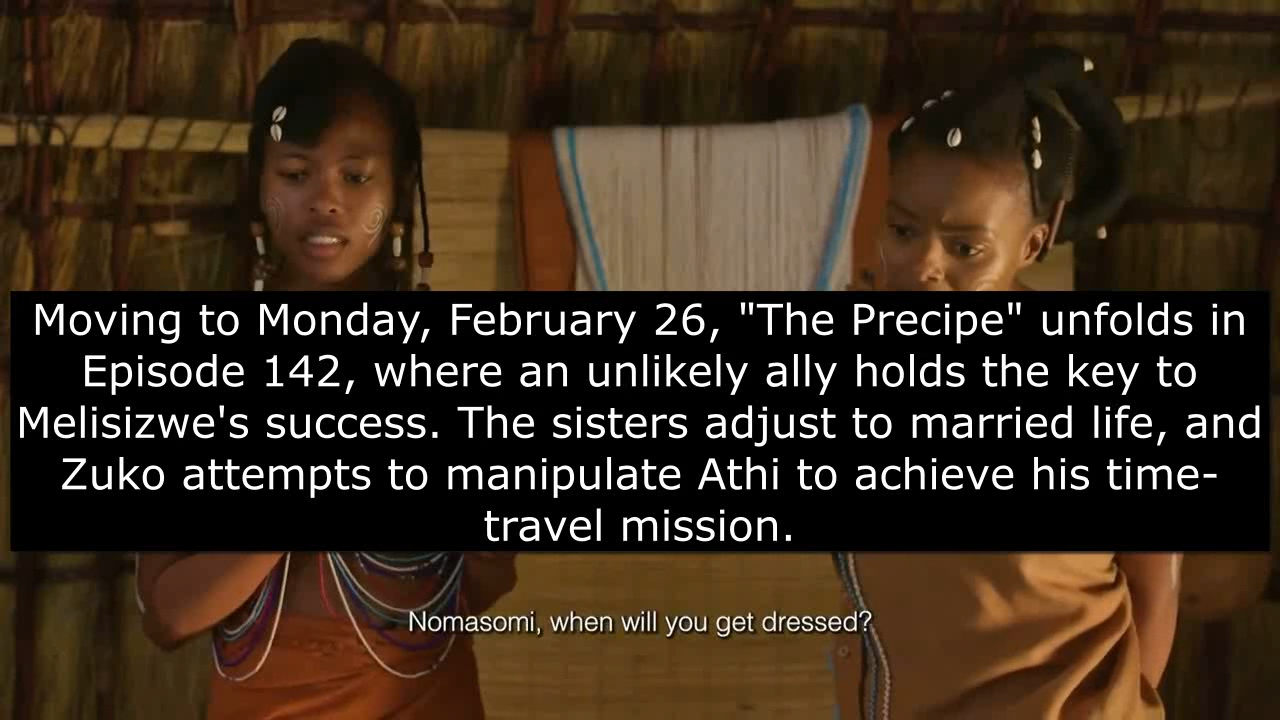 Moving to Monday, February 26, "The Precipe" unfolds in
Episode 142, where an unlikely ally holds the key to
Melisizwe's success. The sisters adjust to married life, and
Zuko attempts to manipulate Athi to achieve his time-
travel mission.
Nomasomi, when will you get dressed?